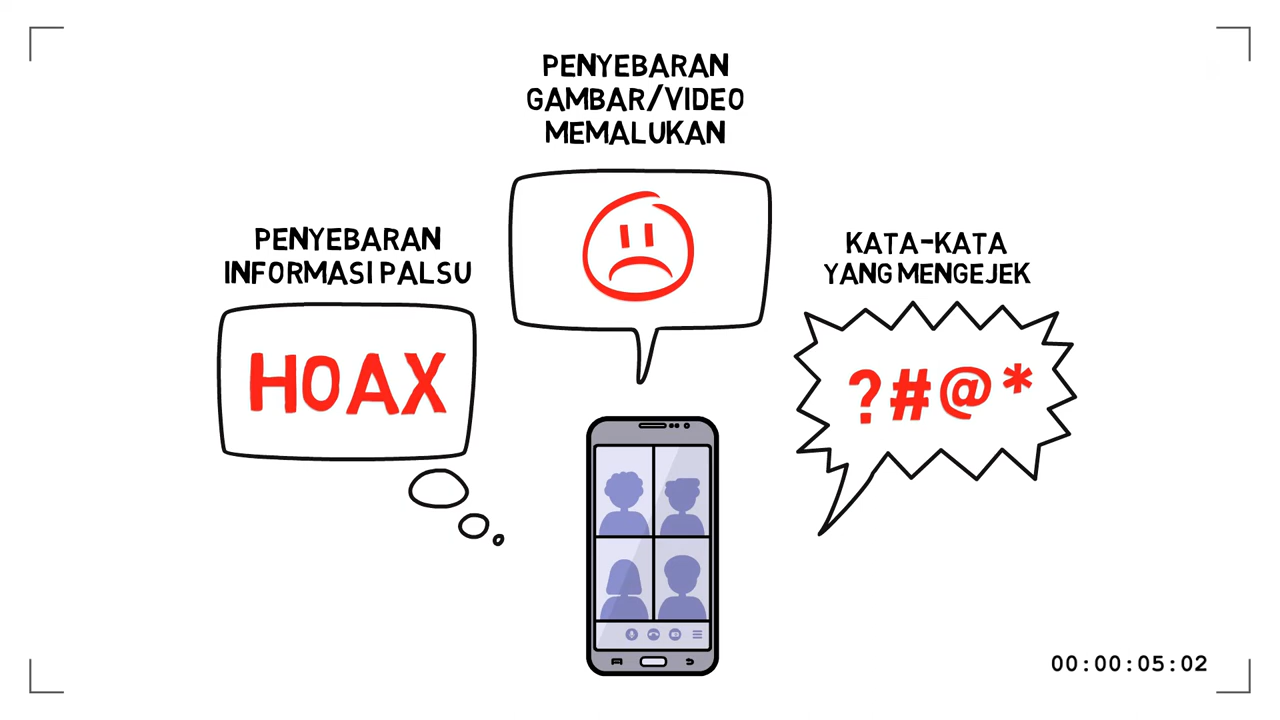 PENYEBARAN
GAMBAR/VIDEO
MEMALUKAN
PENYEBARAN
INFORMASI PALSU
HOAX
KATA-KATA
YANG MENGEJEK
?#@*
00:00:05:02